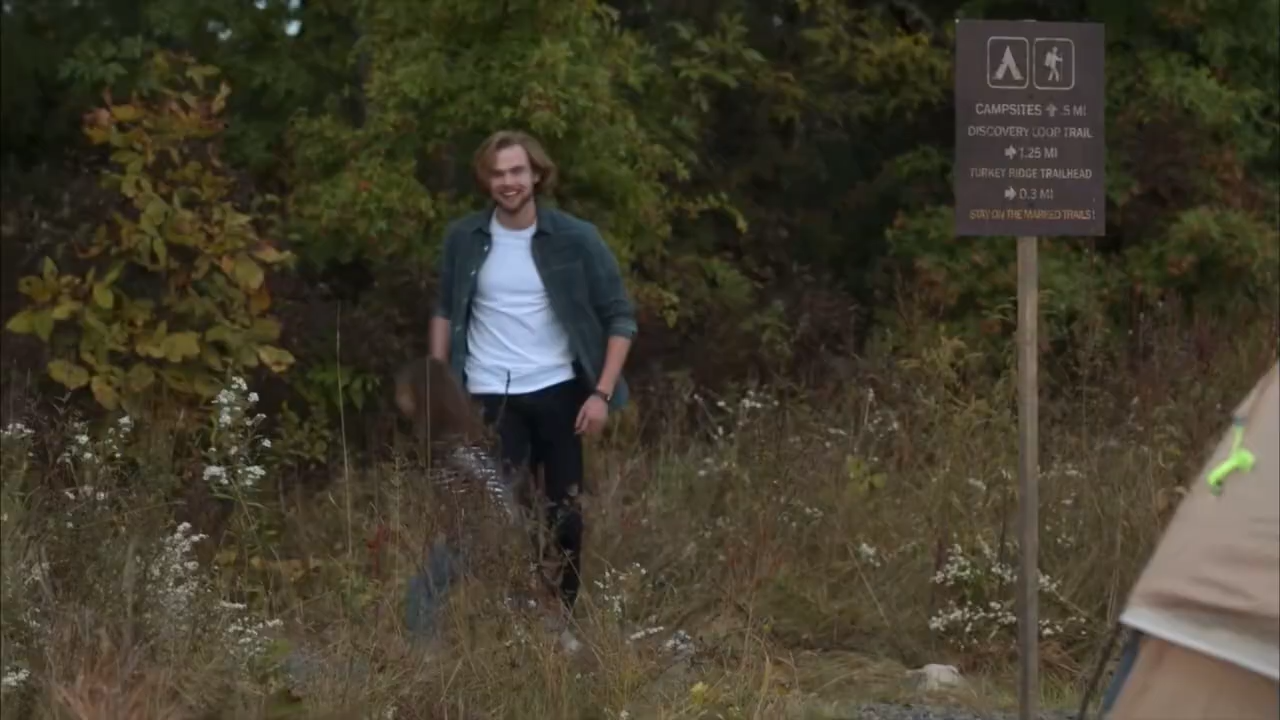 CAMPSITES ⬆ .5 MI
DISCOVERY LOOP TRAIL
➡ 1.25 MI
TURKEY RIDGE TRAILHEAD
➡ 0.3 MI
STAY ON THE MARKED TRAILS!